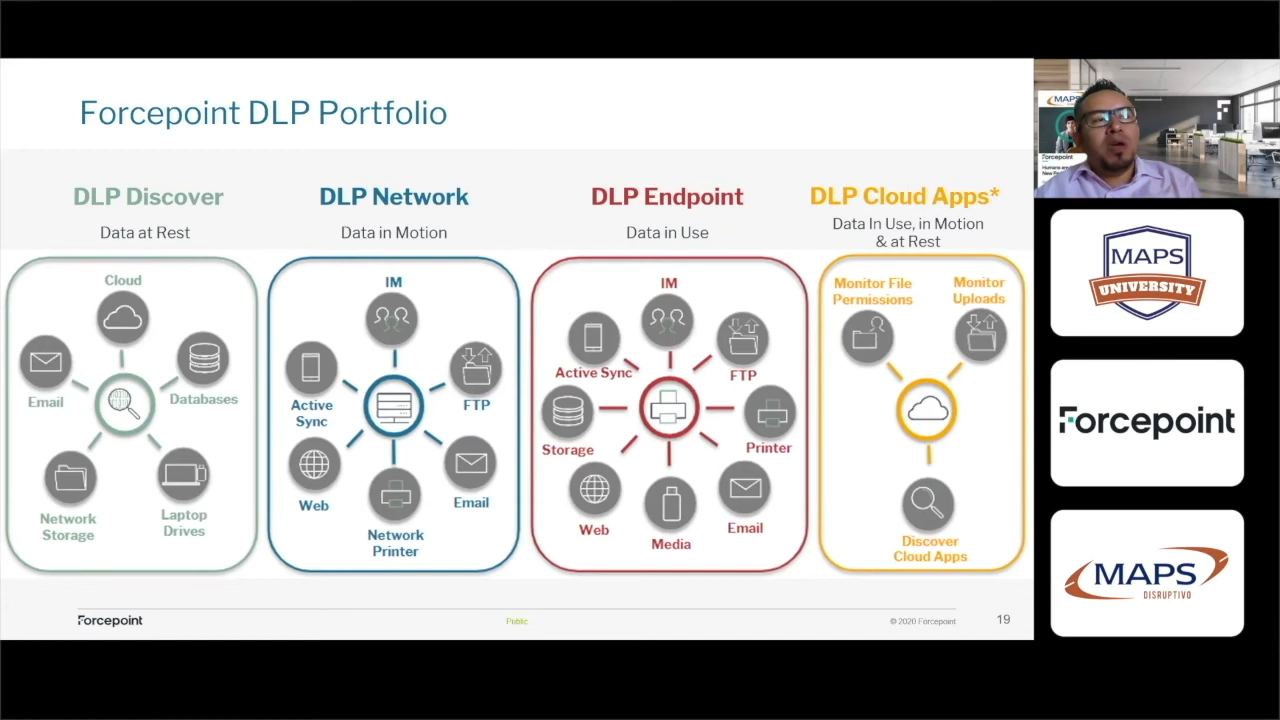 Forcepoint DLP Portfolio
DLP Discover
Data at Rest
Cloud
Email
Databases
Network
Storage
Laptop
Drives
DLP Network
Data in Motion
IM
Active
Sync
FTP
Web
Email
Network
Printer
DLP Endpoint
Data in Use
IM
Active Sync
FTP
Storage
Printer
Web
Media
Email
DLP Cloud Apps*
Data In Use, in Motion
& at Rest
Monitor File
Permissions
Monitor
Uploads
Discover
Cloud Apps
Forcepoint
Public
© 2020 Forcepoint
19
MAPS
Forcepoint
MAPS
UNIVERSITY
Forcepoint
MAPS
DISRUPTIVO